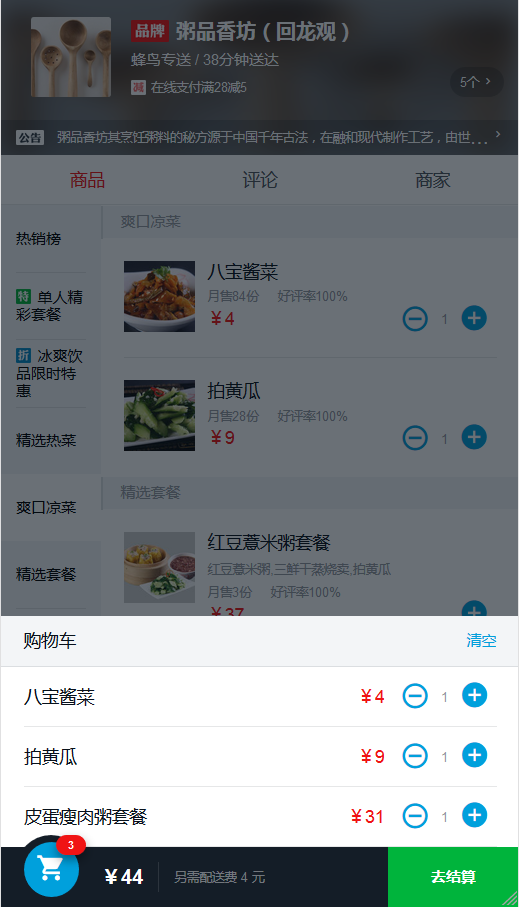 品牌 粥品香坊（回龙观）
蜂鸟专送 / 38分钟送达
减 在线支付满28减5
5个 >
公告 粥品香坊其烹饪粥料的秘方源于中国千年古法，在融和现代制作工艺，由世... >
商品 评论 商家
热销榜
特 单人精
彩套餐
折 冰爽饮
品限时特
惠
精选热菜
爽口凉菜
精选套餐
爽口凉菜
八宝酱菜
月售84份 好评率100%
￥4 1
拍黄瓜
月售28份 好评率100%
￥9 1
精选套餐
红豆薏米粥套餐
红豆薏米粥,三鲜干蒸烧卖,拍黄瓜
月售3份 好评率100%
￥37
购物车 清空
八宝酱菜 ￥4 1
拍黄瓜 ￥9 1
皮蛋瘦肉粥套餐 ￥31 1
3
￥44 另需配送费 4 元 去结算